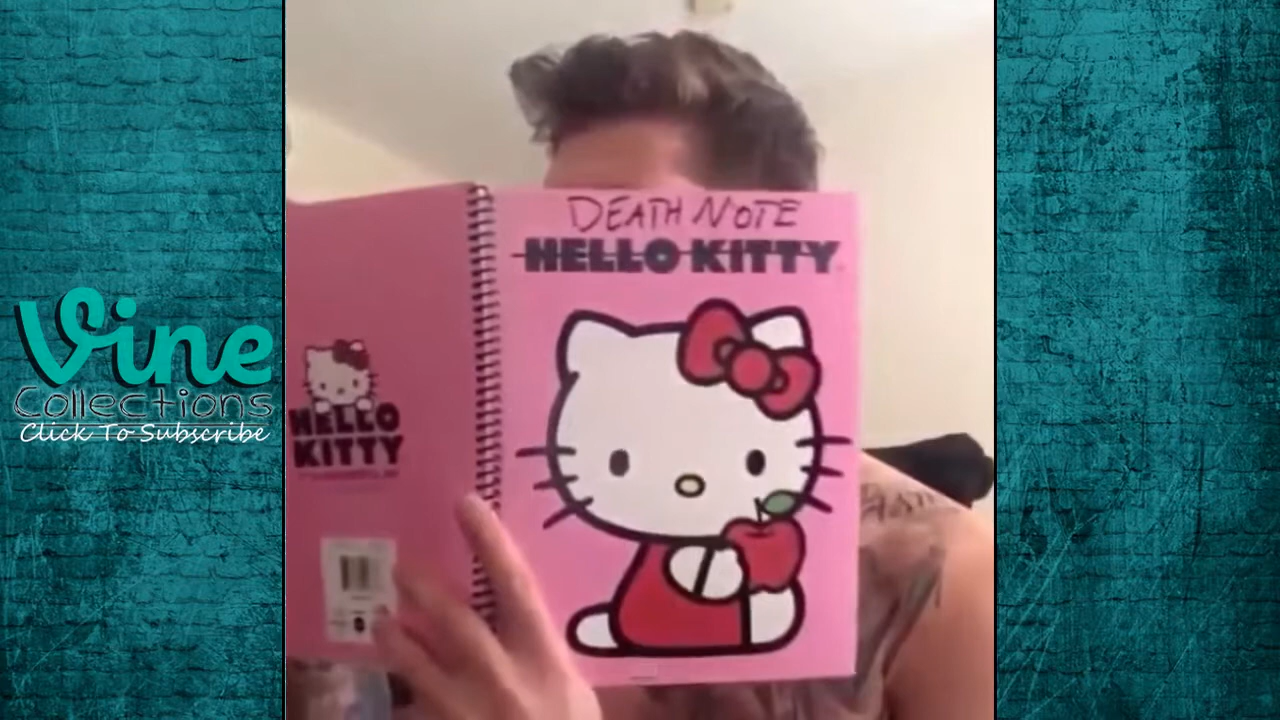 Vine
Collections
Click To Subscribe
DEATH NOTE
HELLO KITTY
HELLO
KITTY